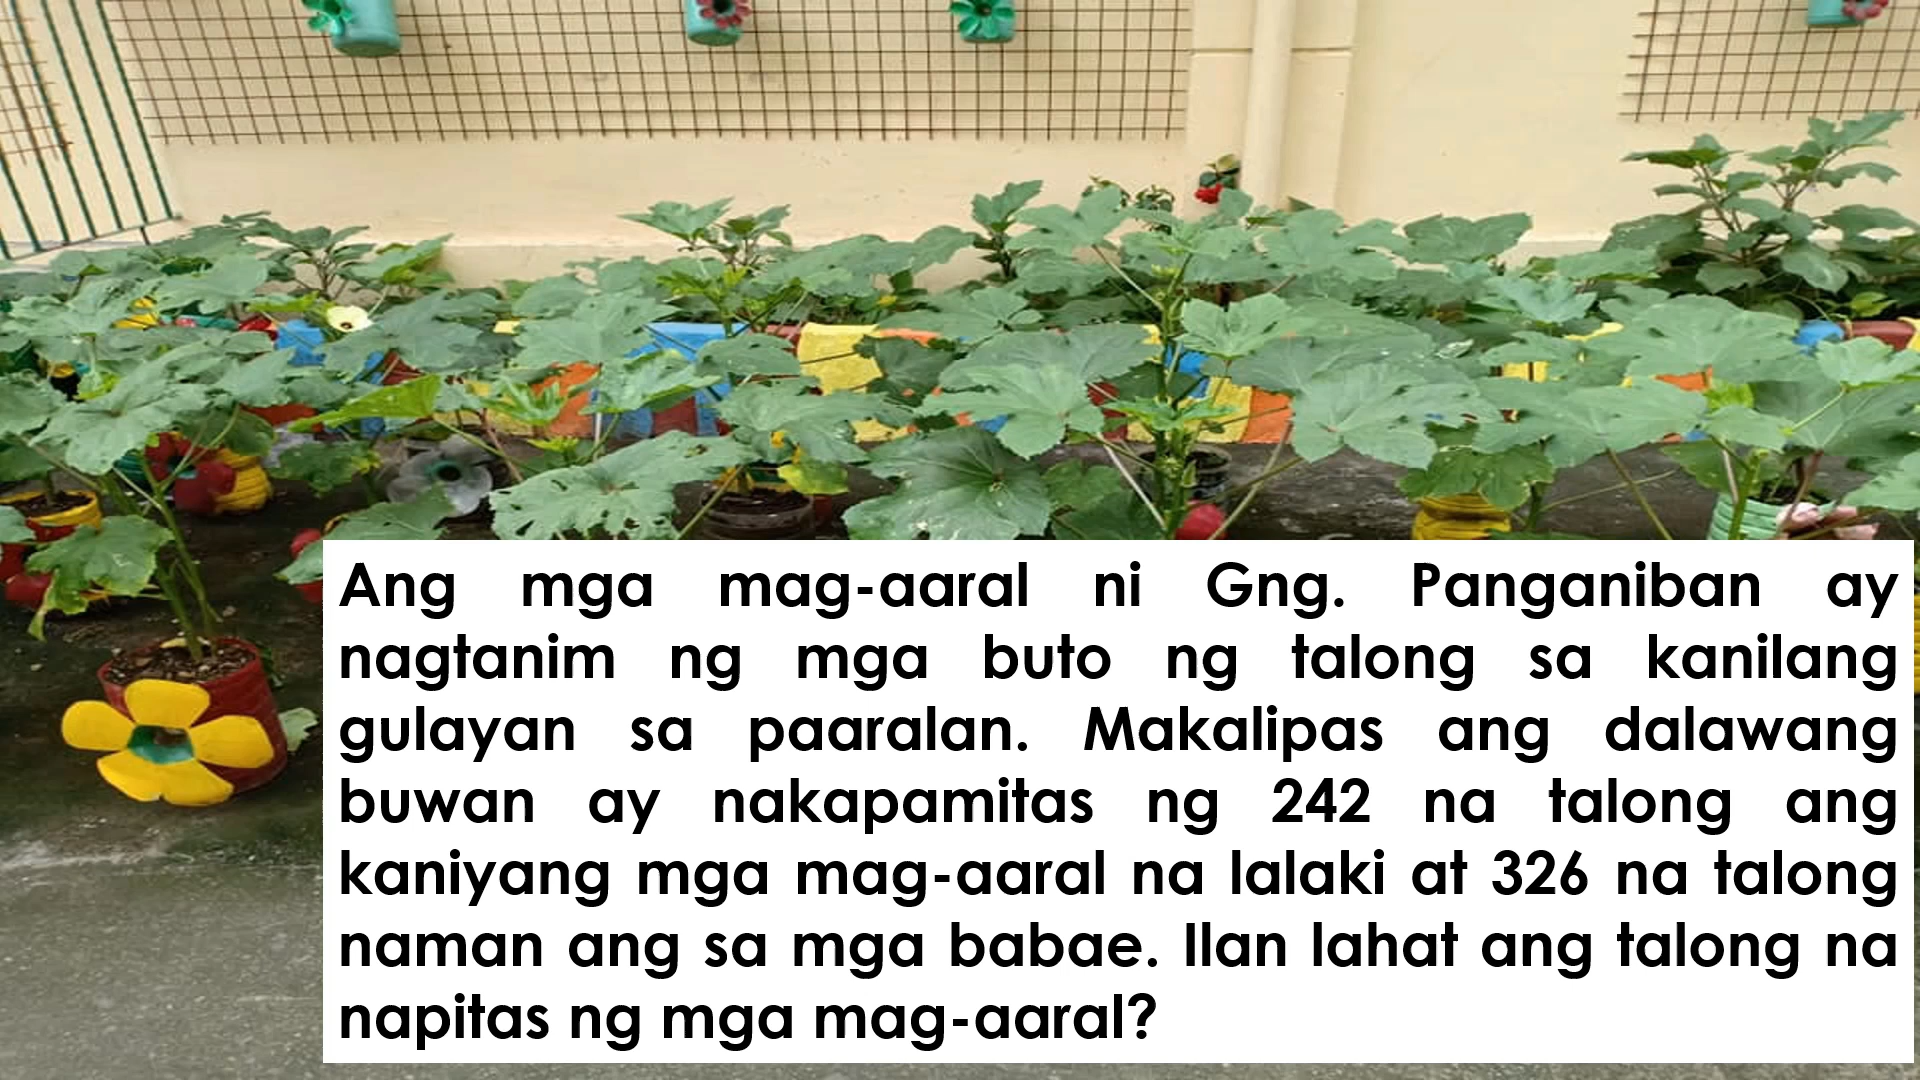 Ang mga mag-aaral ni Gng. Panganiban ay
nagtanim ng mga buto ng talong sa kanilang
gulayan sa paaralan. Makalipas ang dalawang
buwan ay nakapamitas ng 242 na talong ang
kaniyang mga mag-aaral na lalaki at 326 na talong
naman ang sa mga babae. Ilan lahat ang talong na
napitas ng mga mag-aaral?